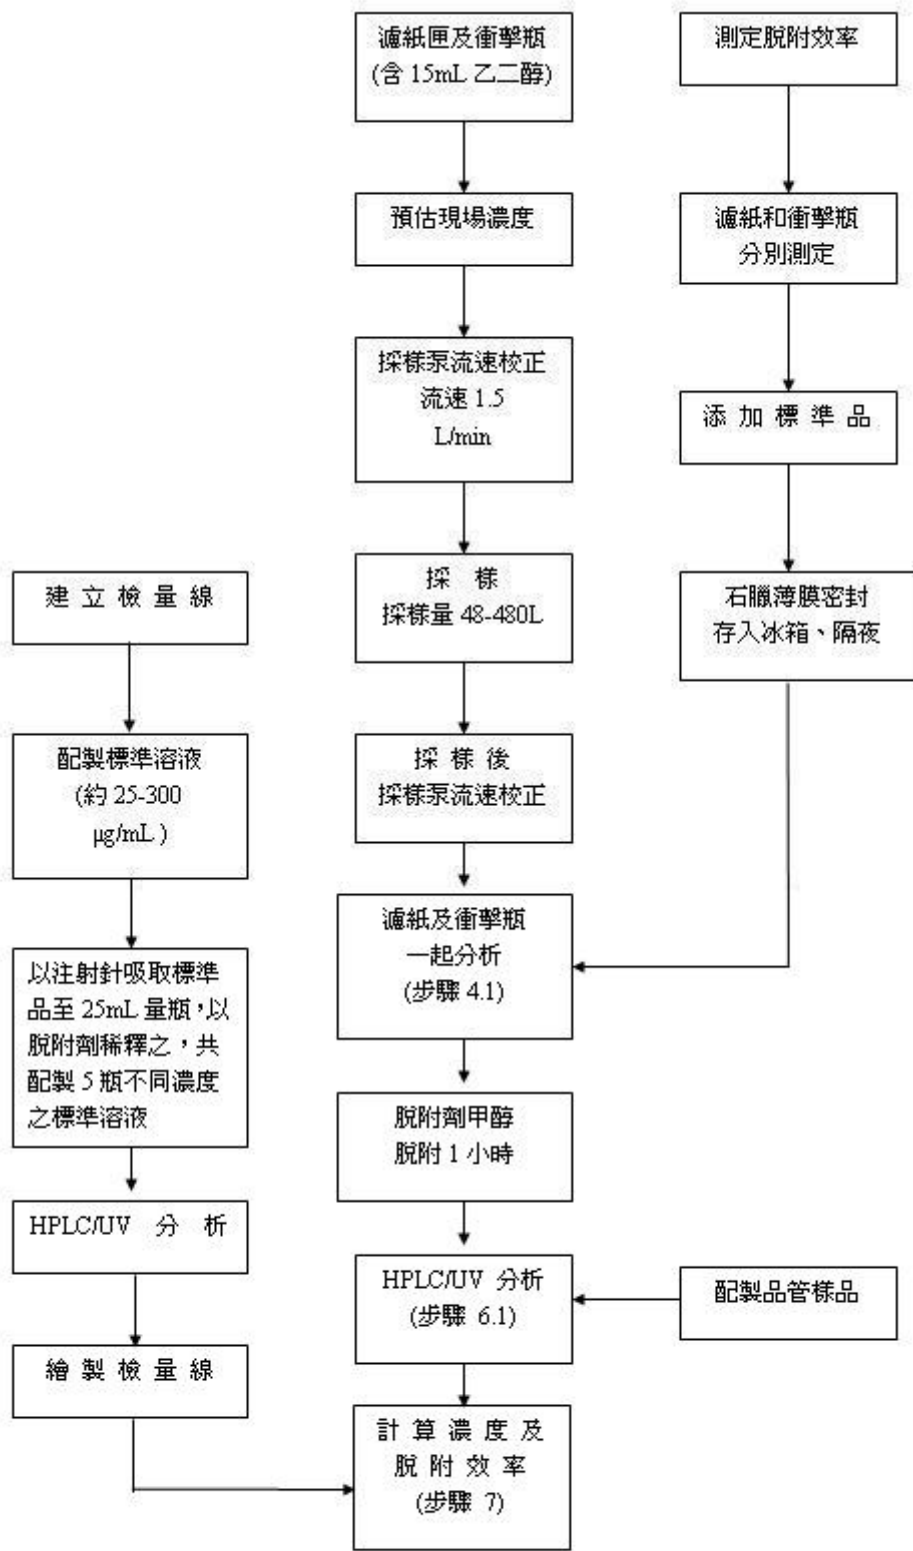 濾紙匣及衝擊瓶
(含 15mL 乙二醇)
預估現場濃度
採樣泵流速校正
流速 1.5
L/min
採 樣
採樣量 48-480L
採 樣 後
採樣泵流速校正
濾紙及衝擊瓶
一起分析
(步驟 4.1)
脫附劑甲醇
脫附 1 小時
HPLC/UV 分析
(步驟 6.1)
計 算 濃 度 及
脫 附 效 率
(步驟 7)
測定脫附效率
濾紙和衝擊瓶
分別測定
添 加 標 準 品
石臘薄膜密封
存入冰箱、隔夜
配製品管樣品
建 立 檢 量 線
配製標準溶液
(約 25-300
μg/mL )
以注射針吸取標準
品至 25mL 量瓶,以
脫附劑稀釋之,共
配製 5 瓶不同濃度
之標準溶液
HPLC/UV 分 析
繪 製 檢 量 線